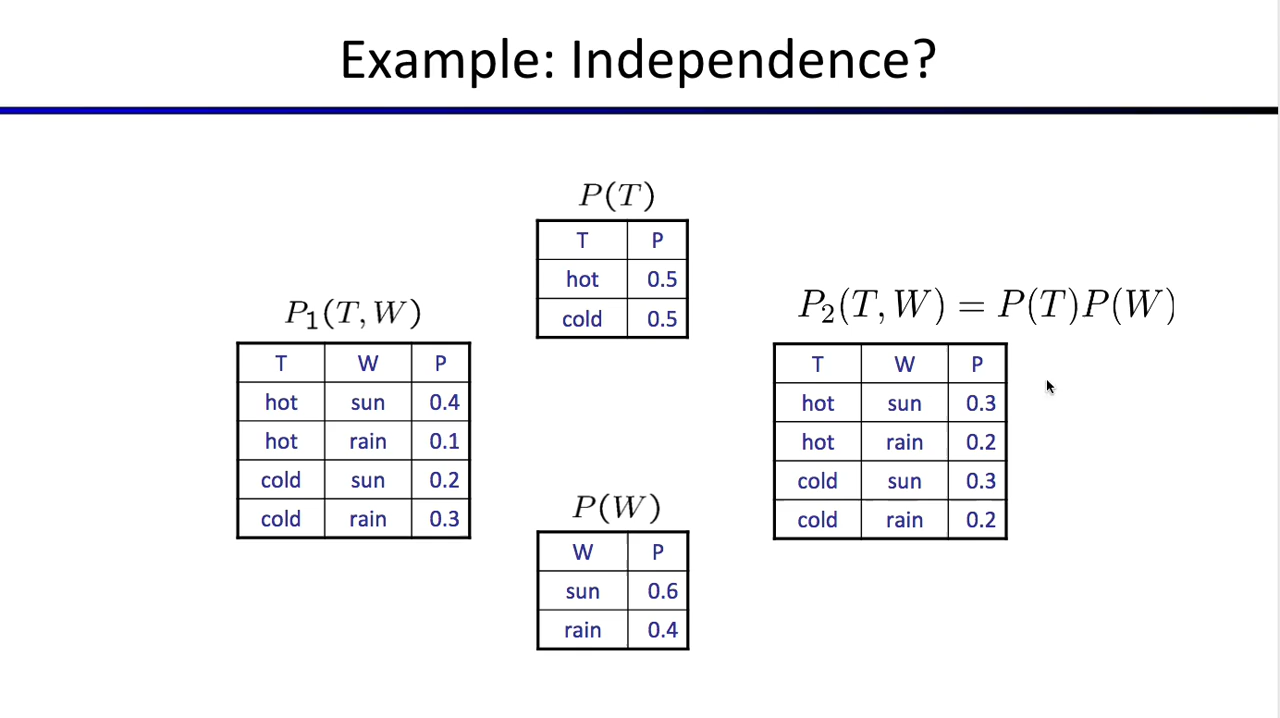 Example: Independence?
P(T)
T P
hot 0.5
cold 0.5
P₁(T, W)
T W P
hot sun 0.4
hot rain 0.1
cold sun 0.2
cold rain 0.3
P₂(T, W) = P(T)P(W)
T W P
hot sun 0.3
hot rain 0.2
cold sun 0.3
cold rain 0.2
P(W)
W P
sun 0.6
rain 0.4